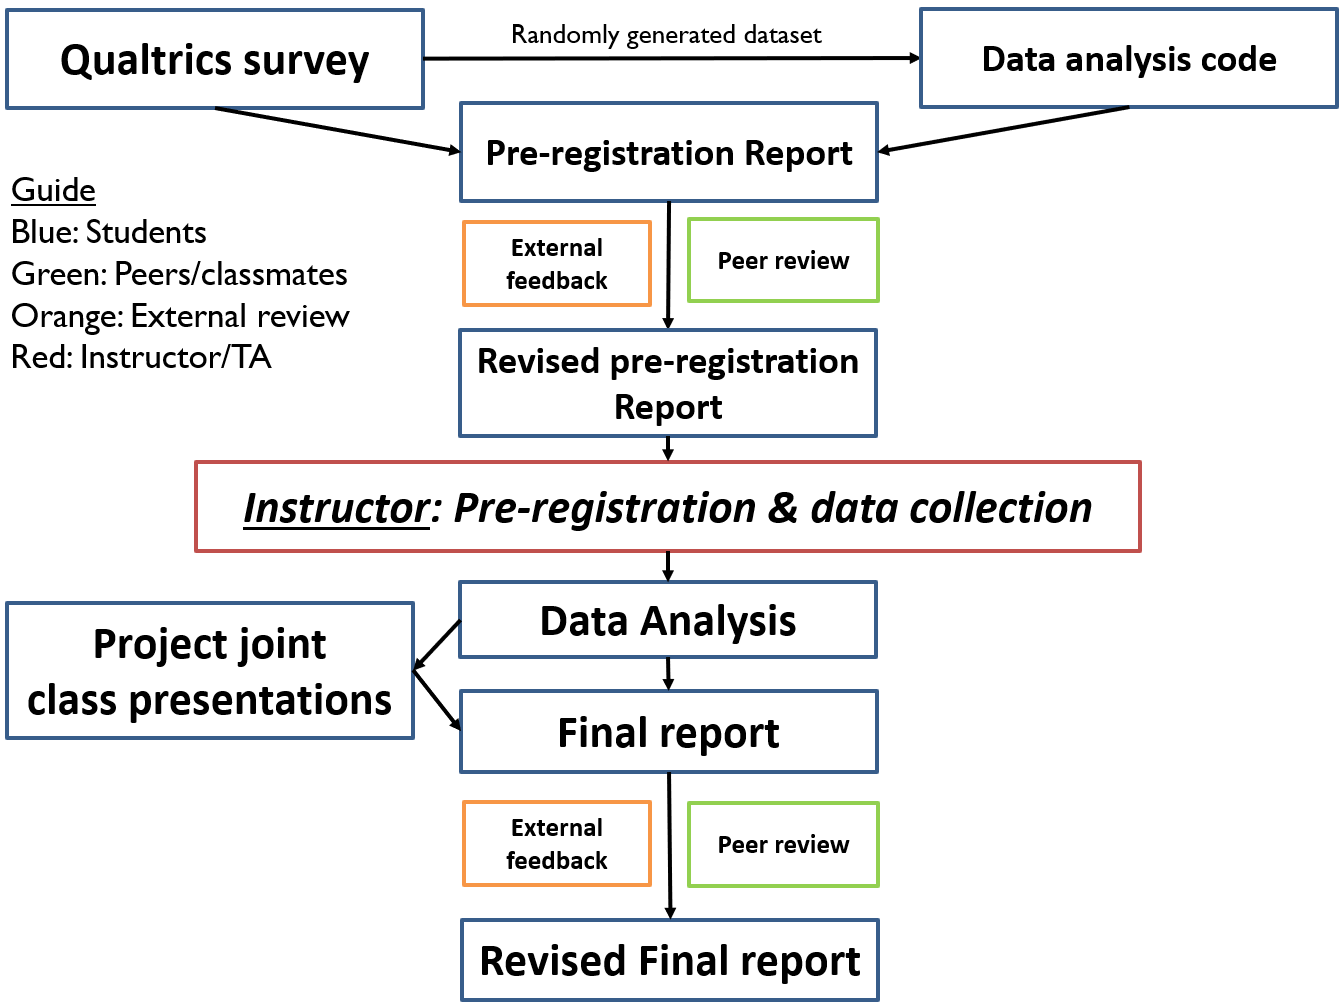 Qualtrics survey
Randomly generated dataset
Data analysis code
Pre-registration Report
Guide
Blue: Students
Green: Peers/classmates
Orange: External review
Red: Instructor/TA
External
feedback
Peer review
Revised pre-registration
Report
Instructor: Pre-registration & data collection
Data Analysis
Project joint
class presentations
Final report
External
feedback
Peer review
Revised Final report